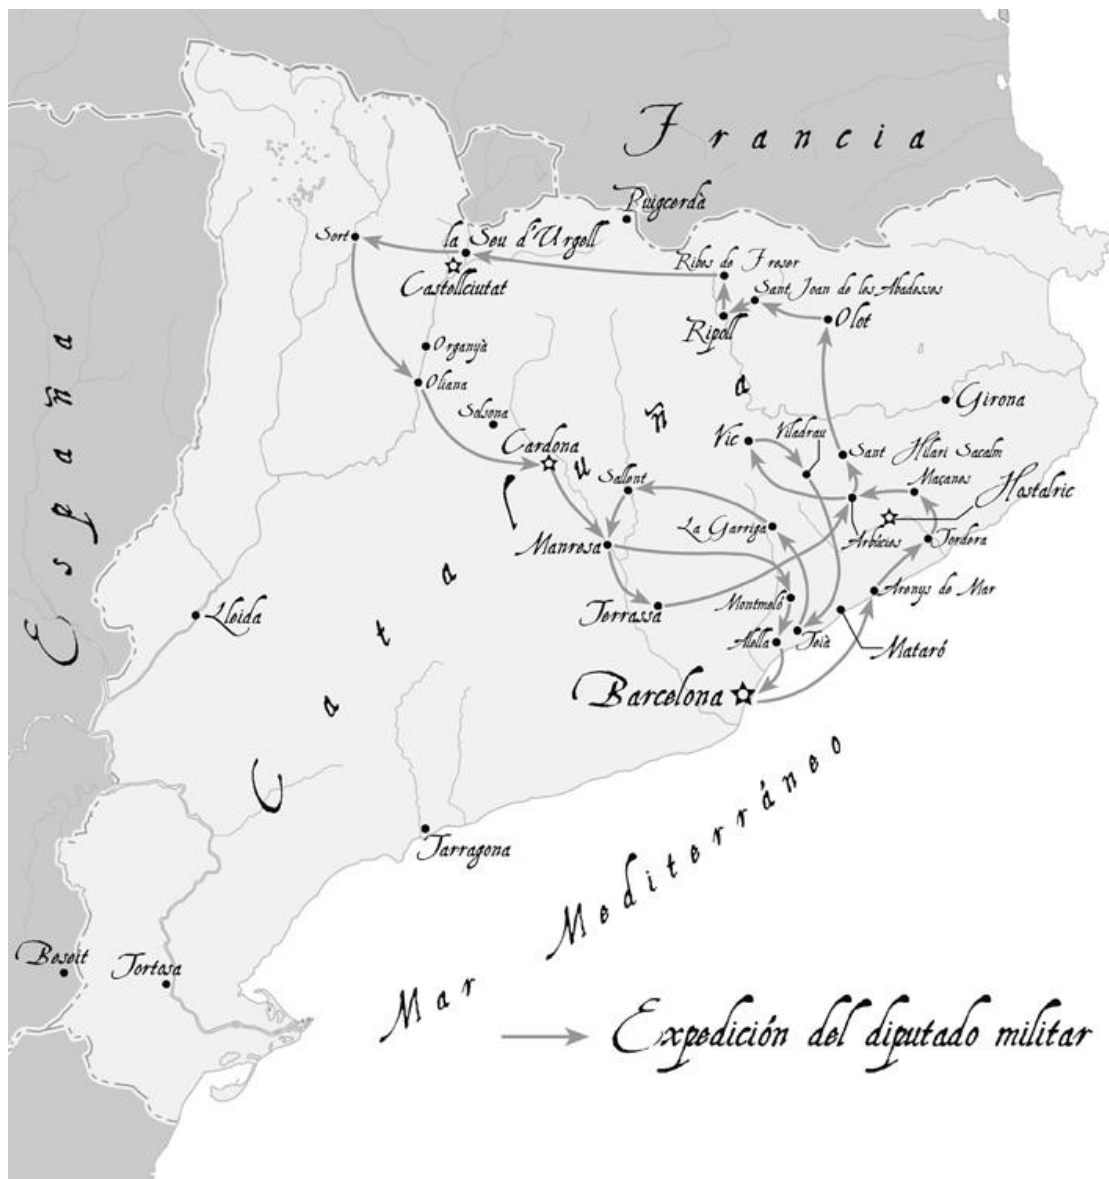 Francia
España
Cataluña
Puigcerdà
Sort
la Seu d'Urgell
Castellciutat
Ribes de Freser
Sant Joan de les Abadesses
Ripoll
Olot
Organyà
Oliana
Solsona
Cardona
Girona
Vic
Viladrau
Sant Hilari Sacalm
Maçanes
Hostalric
Sallent
La Garriga
Arbúcies
Tordera
Manresa
Lleida
Terrassa
Montmeló
Arenys de Mar
Alella
Teià
Mataró
Barcelona
Tarragona
Mar Mediterráneo
Beseit
Tortosa
Expedición del diputado militar